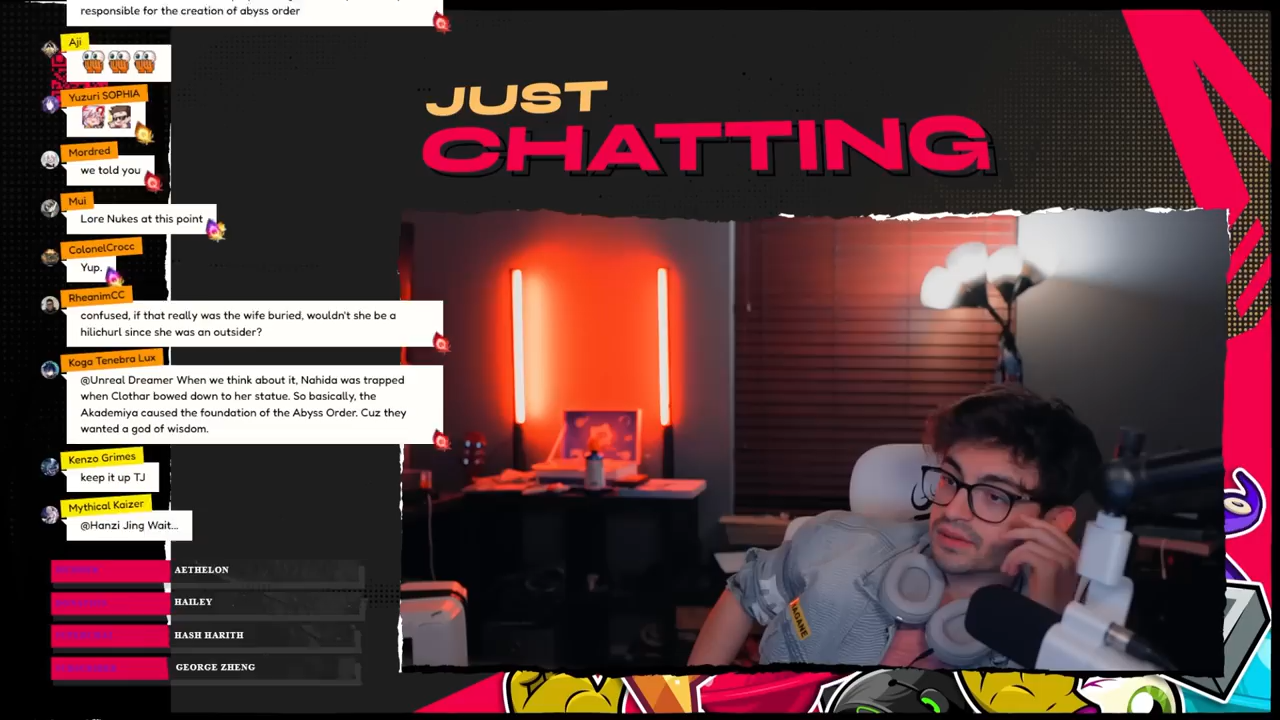 responsible for the creation of abyss order
Aji
Yuzuri SOPHIA
Mordred
we told you
Mui
Lore Nukes at this point
ColonelCrocc
Yup.
RheanimCC
confused, if that really was the wife buried, wouldn't she be a
hilichurl since she was an outsider?
Koga Tenebra Lux
@Unreal Dreamer When we think about it, Nahida was trapped
when Clothar bowed down to her statue. So basically, the
Akademiya caused the foundation of the Abyss Order. Cuz they
wanted a god of wisdom.
Kenzo Grimes
keep it up TJ
Mythical Kaizer
@Hanzi Jing Wait...
AETHELON
HAILEY
HASH HARITH
GEORGE ZHENG
JUST
CHATTING